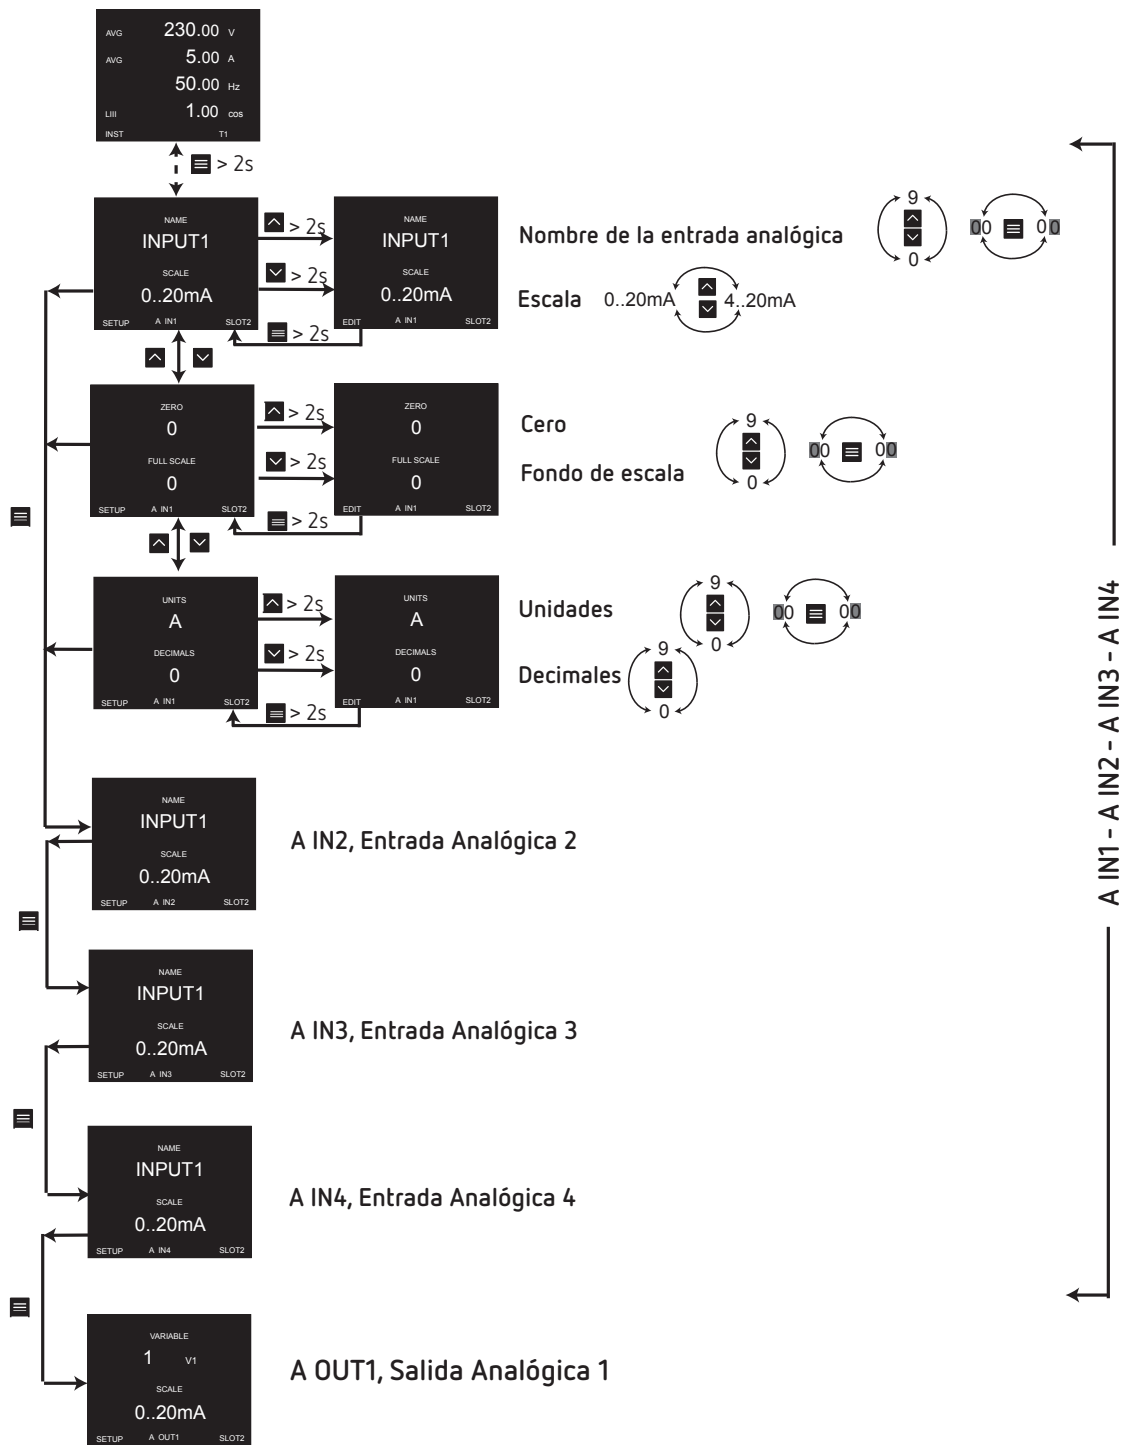 AVG 230.00 V
AVG 5.00 A
50.00 Hz
LIII 1.00 cos
INST T1
> 2s
NAME
INPUT1
SCALE
0..20mA
SETUP A IN1 SLOT2
> 2s
> 2s
> 2s
NAME
INPUT1
SCALE
0..20mA
EDIT A IN1 SLOT2
Nombre de la entrada analógica
9
0
00 00
Escala 0..20mA 4..20mA
ZERO
0
FULL SCALE
0
SETUP A IN1 SLOT2
> 2s
> 2s
> 2s
ZERO
0
FULL SCALE
0
EDIT A IN1 SLOT2
Cero
Fondo de escala
9
0
00 00
UNITS
A
DECIMALS
0
SETUP A IN1 SLOT2
> 2s
> 2s
> 2s
UNITS
A
DECIMALS
0
EDIT A IN1 SLOT2
Unidades
9
0
00 00
Decimales
9
0
NAME
INPUT1
SCALE
0..20mA
SETUP A IN2 SLOT2
A IN2, Entrada Analógica 2
NAME
INPUT1
SCALE
0..20mA
SETUP A IN3 SLOT2
A IN3, Entrada Analógica 3
NAME
INPUT1
SCALE
0..20mA
SETUP A IN4 SLOT2
A IN4, Entrada Analógica 4
VARIABLE
1 V1
SCALE
0..20mA
SETUP A OUT1 SLOT2
A OUT1, Salida Analógica 1
A IN1 - A IN2 - A IN3 - A IN4